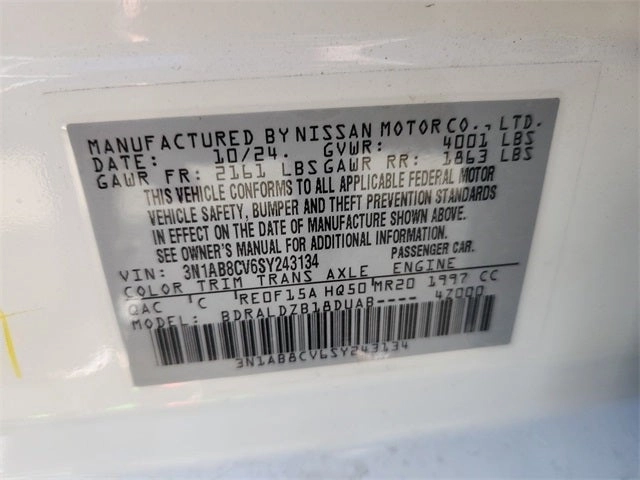 MANUFACTURED BY NISSAN MOTOR CO., LTD.
DATE: 10/24. GVWR: 4001 LBS
GAWR FR: 2161 LBS GAWR RR: 1863 LBS
THIS VEHICLE CONFORMS TO ALL APPLICABLE FEDERAL MOTOR
VEHICLE SAFETY, BUMPER AND THEFT PREVENTION STANDARDS
IN EFFECT ON THE DATE OF MANUFACTURE SHOWN ABOVE.
SEE OWNER'S MANUAL FOR ADDITIONAL INFORMATION.
VIN: 3N1AB8CV6SY243134 PASSENGER CAR.
COLOR TRIM TRANS AXLE ENGINE
QAC C RE0F15A HQ50 MR20 1997 CC
MODEL: BDRALDZB18DUAB---- 4Z000
3N1AB8CV6SY243134